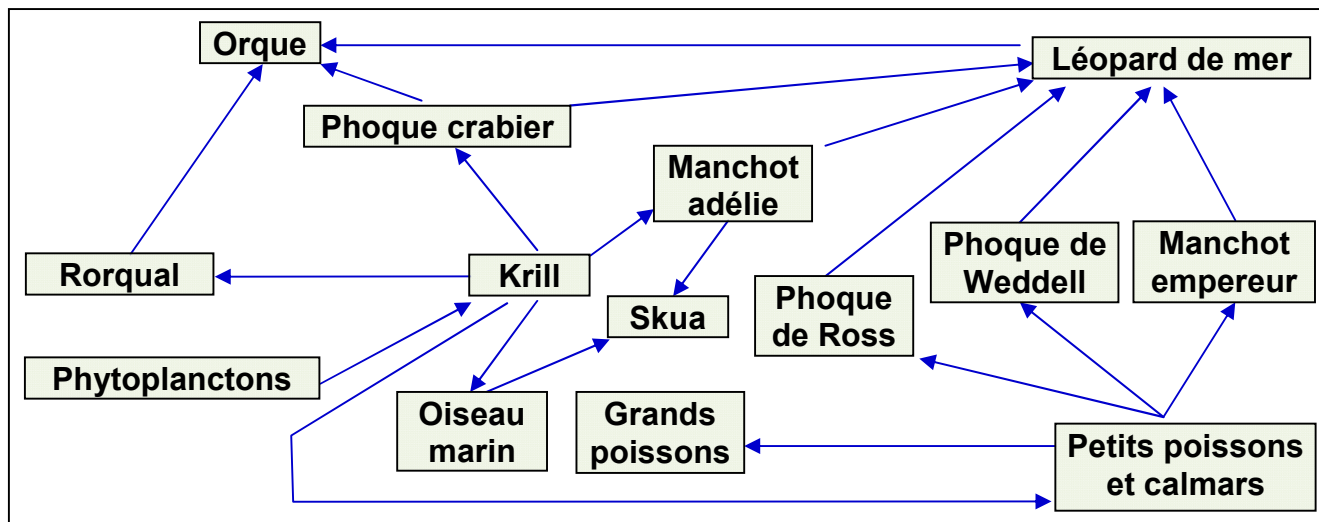 Orque
Léopard de mer
Phoque crabier
Manchot
adélie
Phoque de
Weddell
Manchot
empereur
Rorqual
Krill
Skua
Phoque
de Ross
Phytoplanctons
Oiseau
marin
Grands
poissons
Petits poissons
et calmars